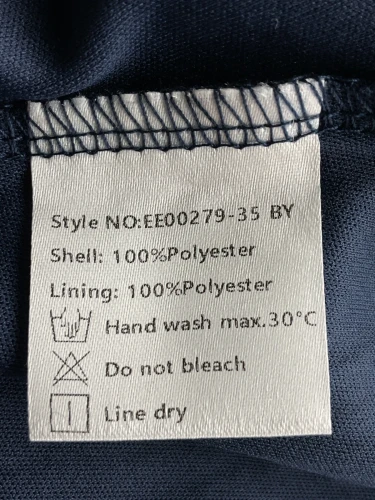 Style NO:EE00279-35 BY
Shell: 100%Polyester
Lining: 100%Polyester
Hand wash max.30°C
Do not bleach
Line dry